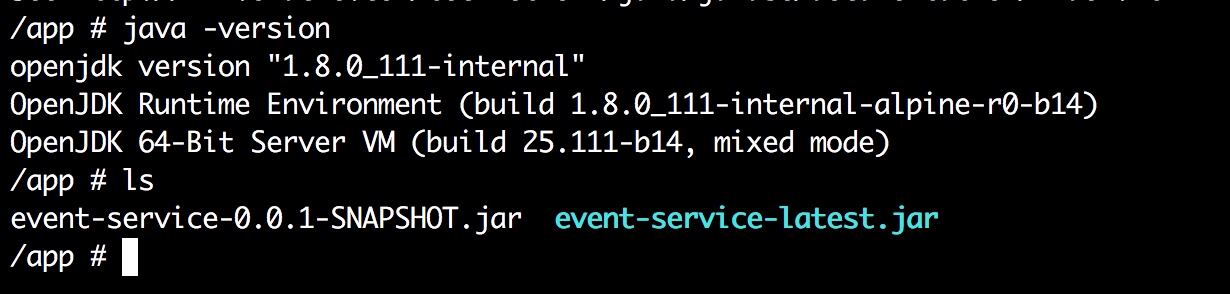 /app # java -version
openjdk version "1.8.0_111-internal"
OpenJDK Runtime Environment (build 1.8.0_111-internal-alpine-r0-b14)
OpenJDK 64-Bit Server VM (build 25.111-b14, mixed mode)
/app # ls
event-service-0.0.1-SNAPSHOT.jar  event-service-latest.jar
/app #